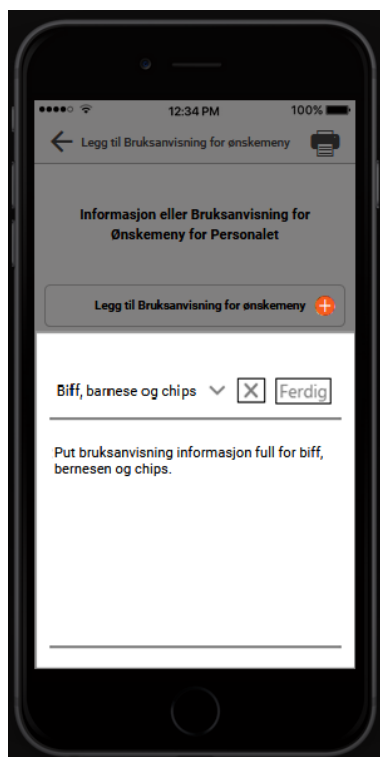 12:34 PM
100%
Legg til Bruksanvisning for ønskemeny
Informasjon eller Bruksanvisning for
Ønskemeny for Personalet
Legg til Bruksanvisning for ønskemeny
Biff, barnese og chips
Ferdig
Put bruksanvisning informasjon full for biff,
bernesen og chips.